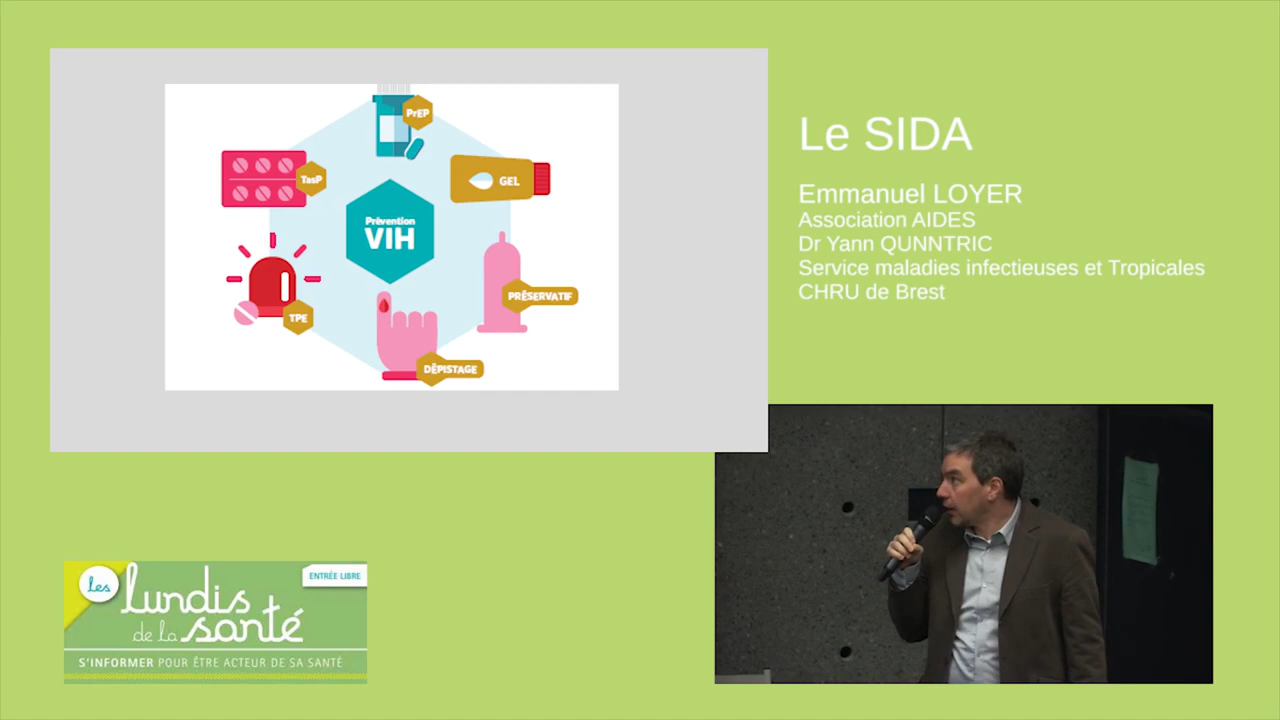 PrEP
TasP
GEL
Prévention
VIH
PRÉSERVATIF
TPE
DÉPISTAGE
Le SIDA
Emmanuel LOYER
Association AIDES
Dr Yann QUNNTRIC
Service maladies infectieuses et Tropicales
CHRU de Brest
les
lundis
de la santé
ENTRÉE LIBRE
S'INFORMER POUR ÊTRE ACTEUR DE SA SANTÉ